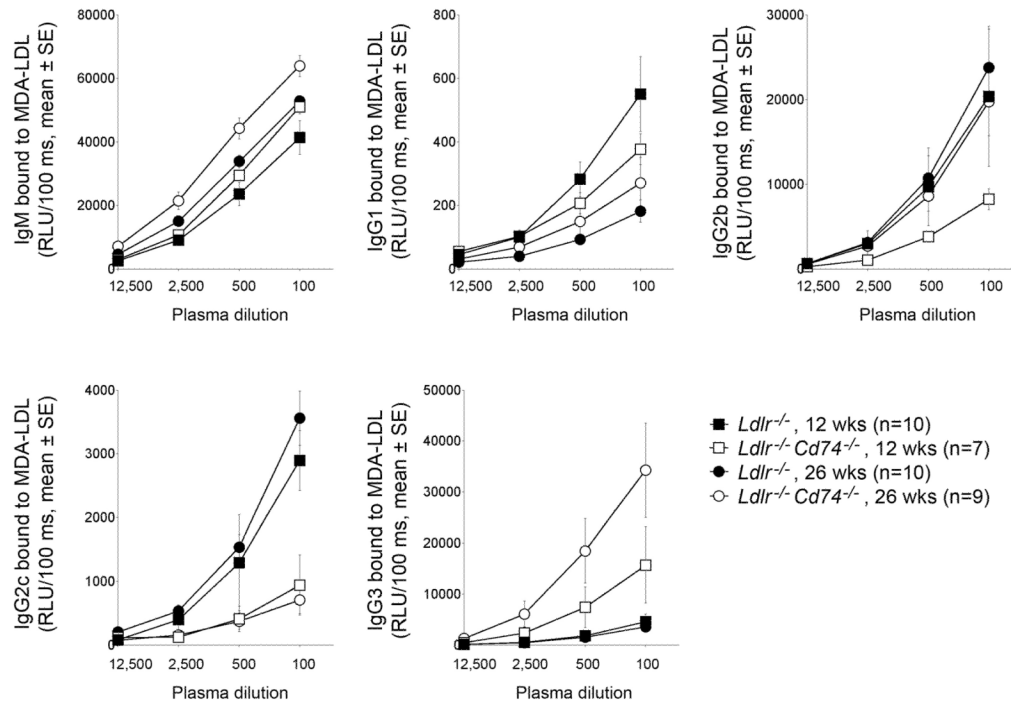 IgM bound to MDA-LDL
(RLU/100 ms, mean ± SE)
80000
60000
40000
20000
0
12,500 2,500 500 100
Plasma dilution
IgG1 bound to MDA-LDL
(RLU/100 ms, mean ± SE)
800
600
400
200
0
12,500 2,500 500 100
Plasma dilution
IgG2b bound to MDA-LDL
(RLU/100 ms, mean ± SE)
30000
20000
10000
0
12,500 2,500 500 100
Plasma dilution
IgG2c bound to MDA-LDL
(RLU/100 ms, mean ± SE)
4000
3000
2000
1000
0
12,500 2,500 500 100
Plasma dilution
IgG3 bound to MDA-LDL
(RLU/100 ms, mean ± SE)
50000
40000
30000
20000
10000
0
12,500 2,500 500 100
Plasma dilution
Ldlr-/- , 12 wks (n=10)
Ldlr-/- Cd74-/- , 12 wks (n=7)
Ldlr-/- , 26 wks (n=10)
Ldlr-/- Cd74-/- , 26 wks (n=9)